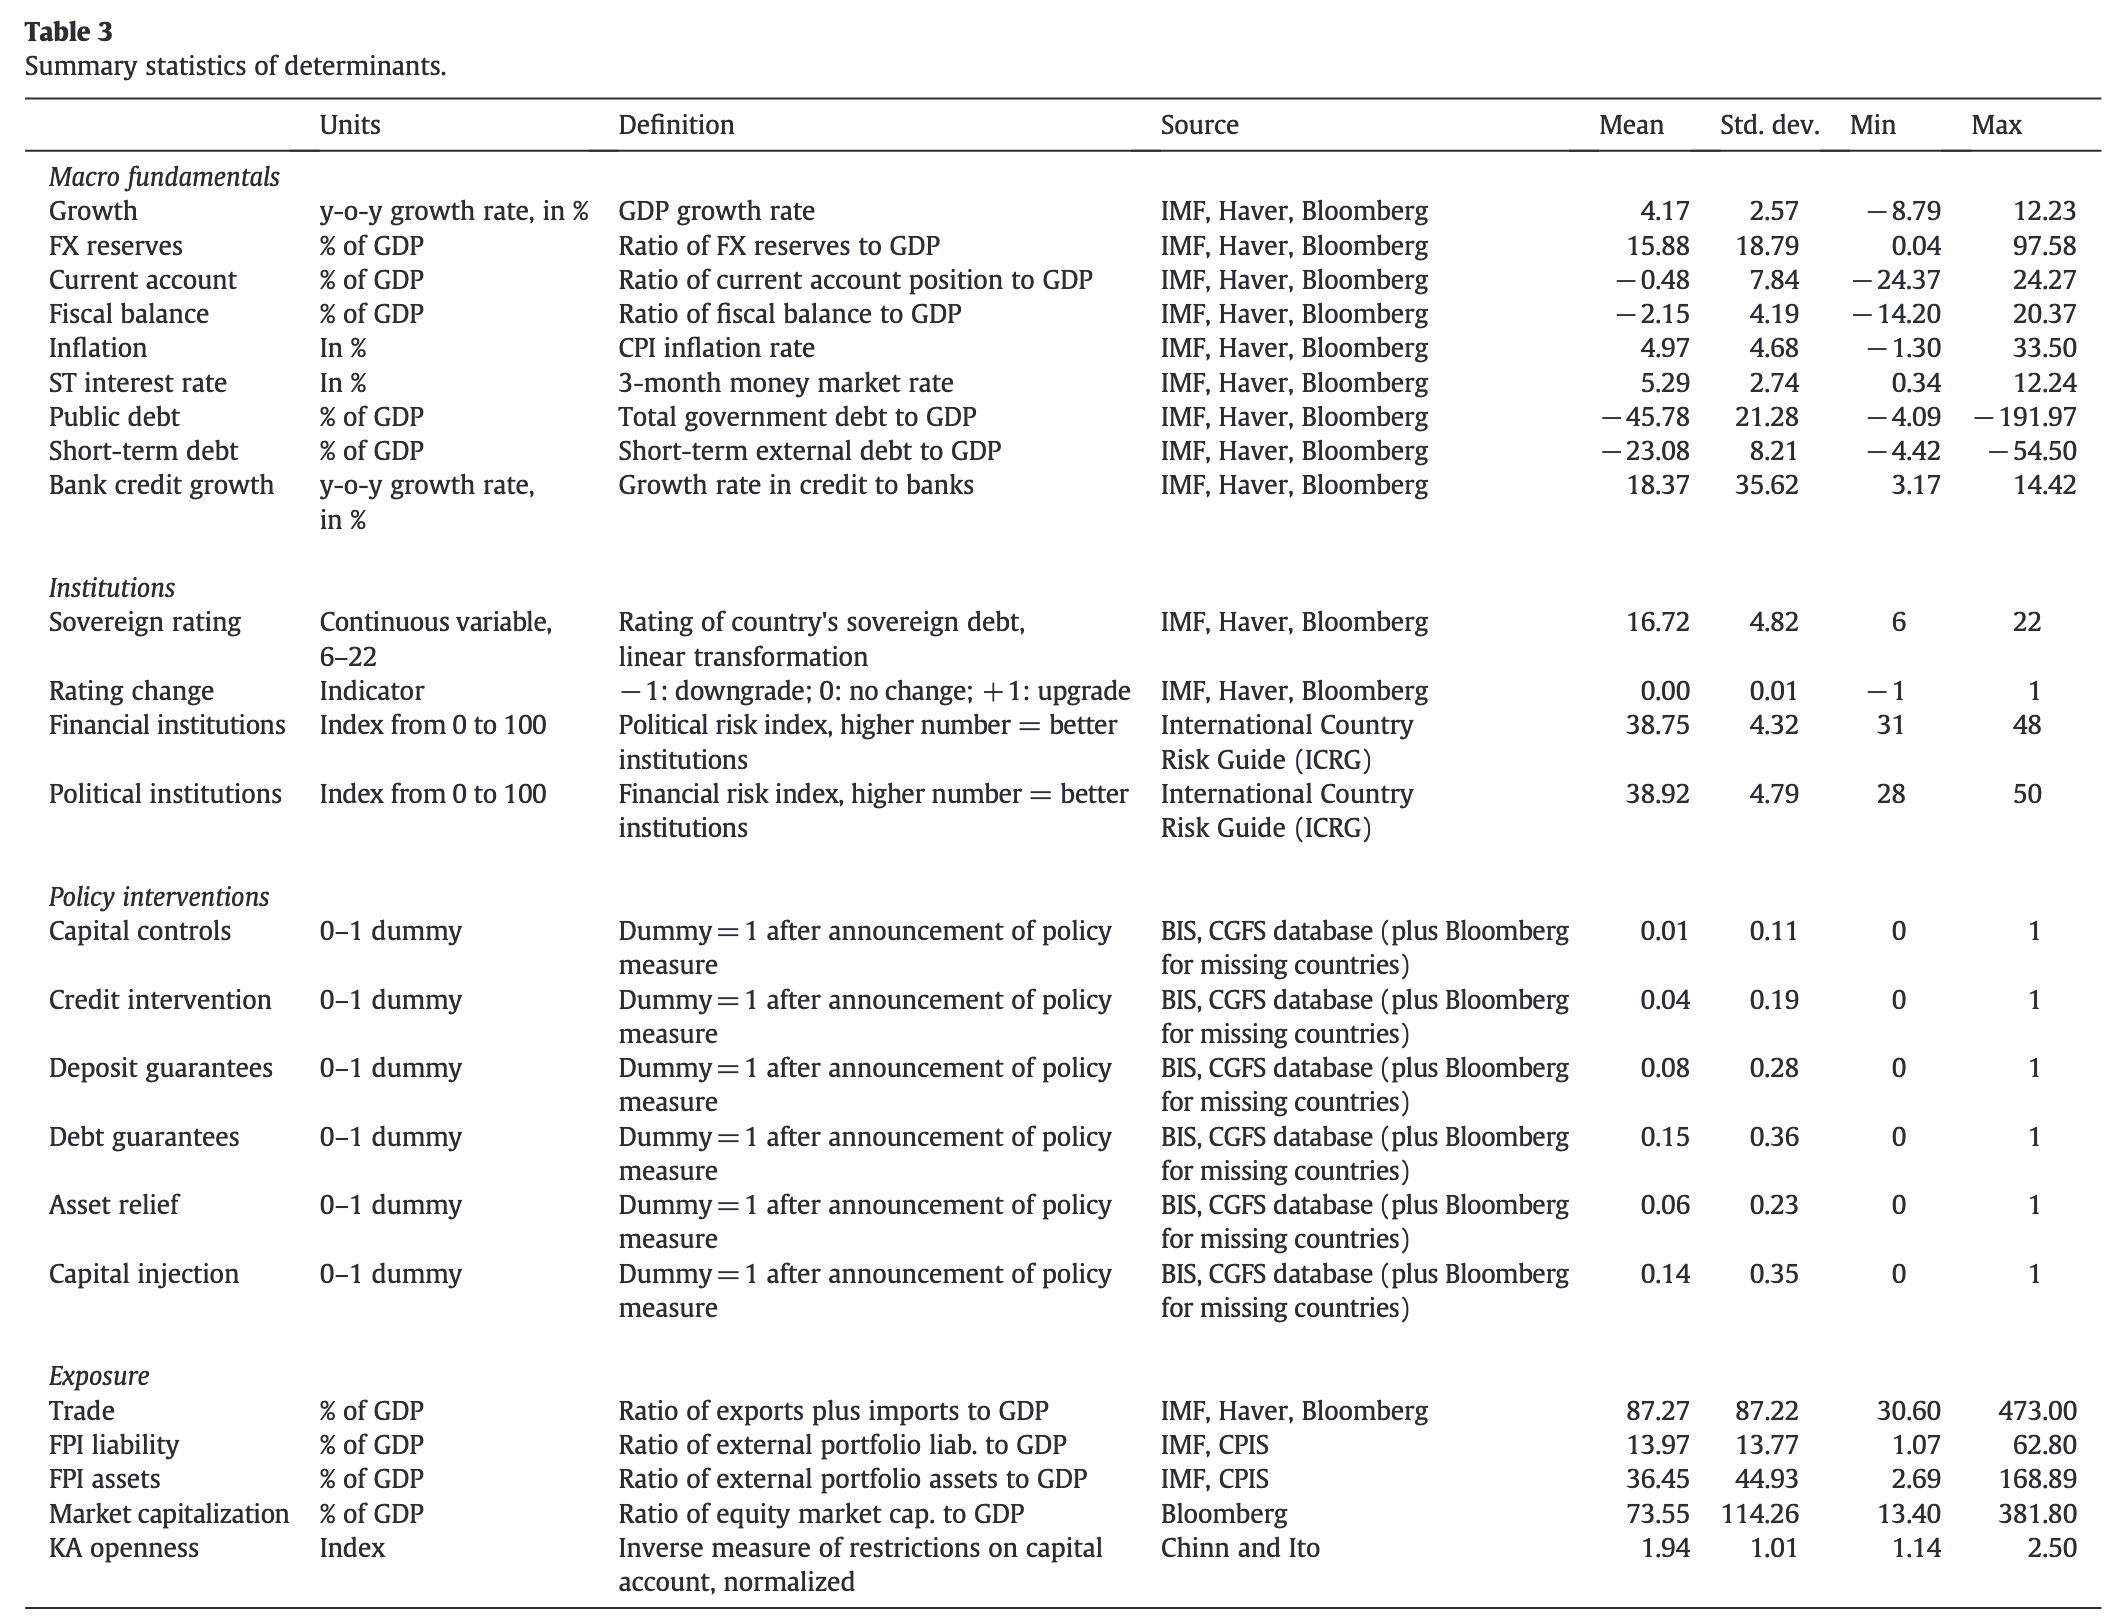 Table 3
Summary statistics of determinants.
Units Definition Source Mean Std. dev. Min Max
Macro fundamentals
Growth y-o-y growth rate, in % GDP growth rate IMF, Haver, Bloomberg 4.17 2.57 −8.79 12.23
FX reserves % of GDP Ratio of FX reserves to GDP IMF, Haver, Bloomberg 15.88 18.79 0.04 97.58
Current account % of GDP Ratio of current account position to GDP IMF, Haver, Bloomberg −0.48 7.84 −24.37 24.27
Fiscal balance % of GDP Ratio of fiscal balance to GDP IMF, Haver, Bloomberg −2.15 4.19 −14.20 20.37
Inflation In % CPI inflation rate IMF, Haver, Bloomberg 4.97 4.68 −1.30 33.50
ST interest rate In % 3-month money market rate IMF, Haver, Bloomberg 5.29 2.74 0.34 12.24
Public debt % of GDP Total government debt to GDP IMF, Haver, Bloomberg −45.78 21.28 −4.09 −191.97
Short-term debt % of GDP Short-term external debt to GDP IMF, Haver, Bloomberg −23.08 8.21 −4.42 −54.50
Bank credit growth y-o-y growth rate, Growth rate in credit to banks IMF, Haver, Bloomberg 18.37 35.62 3.17 14.42
in %
Institutions
Sovereign rating Continuous variable, Rating of country's sovereign debt, IMF, Haver, Bloomberg 16.72 4.82 6 22
6–22 linear transformation
Rating change Indicator −1: downgrade; 0: no change; +1: upgrade IMF, Haver, Bloomberg 0.00 0.01 −1 1
Financial institutions Index from 0 to 100 Political risk index, higher number = better International Country 38.75 4.32 31 48
institutions Risk Guide (ICRG)
Political institutions Index from 0 to 100 Financial risk index, higher number = better International Country 38.92 4.79 28 50
institutions Risk Guide (ICRG)
Policy interventions
Capital controls 0–1 dummy Dummy = 1 after announcement of policy BIS, CGFS database (plus Bloomberg 0.01 0.11 0 1
measure for missing countries)
Credit intervention 0–1 dummy Dummy = 1 after announcement of policy BIS, CGFS database (plus Bloomberg 0.04 0.19 0 1
measure for missing countries)
Deposit guarantees 0–1 dummy Dummy = 1 after announcement of policy BIS, CGFS database (plus Bloomberg 0.08 0.28 0 1
measure for missing countries)
Debt guarantees 0–1 dummy Dummy = 1 after announcement of policy BIS, CGFS database (plus Bloomberg 0.15 0.36 0 1
measure for missing countries)
Asset relief 0–1 dummy Dummy = 1 after announcement of policy BIS, CGFS database (plus Bloomberg 0.06 0.23 0 1
measure for missing countries)
Capital injection 0–1 dummy Dummy = 1 after announcement of policy BIS, CGFS database (plus Bloomberg 0.14 0.35 0 1
measure for missing countries)
Exposure
Trade % of GDP Ratio of exports plus imports to GDP IMF, Haver, Bloomberg 87.27 87.22 30.60 473.00
FPI liability % of GDP Ratio of external portfolio liab. to GDP IMF, CPIS 13.97 13.77 1.07 62.80
FPI assets % of GDP Ratio of external portfolio assets to GDP IMF, CPIS 36.45 44.93 2.69 168.89
Market capitalization % of GDP Ratio of equity market cap. to GDP Bloomberg 73.55 114.26 13.40 381.80
KA openness Index Inverse measure of restrictions on capital Chinn and Ito 1.94 1.01 1.14 2.50
account, normalized